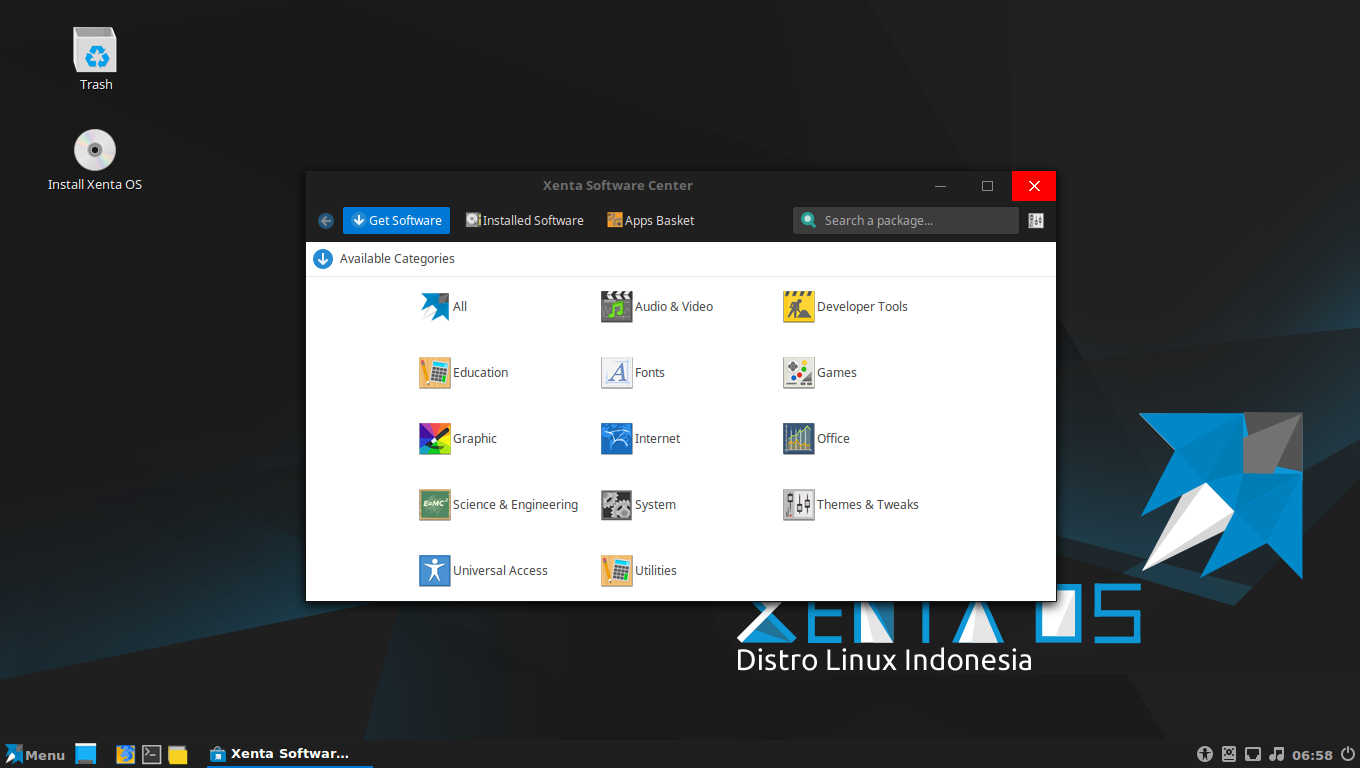 Trash
Install Xenta OS
Xenta Software Center
Get Software
Installed Software
Apps Basket
Search a package...
Available Categories
All
Audio & Video
Developer Tools
Education
Fonts
Games
Graphic
Internet
Office
E=MC²
Science & Engineering
System
Themes & Tweaks
Universal Access
Utilities
XENTA OS
Distro Linux Indonesia
Menu
Xenta Softwar...
06:58